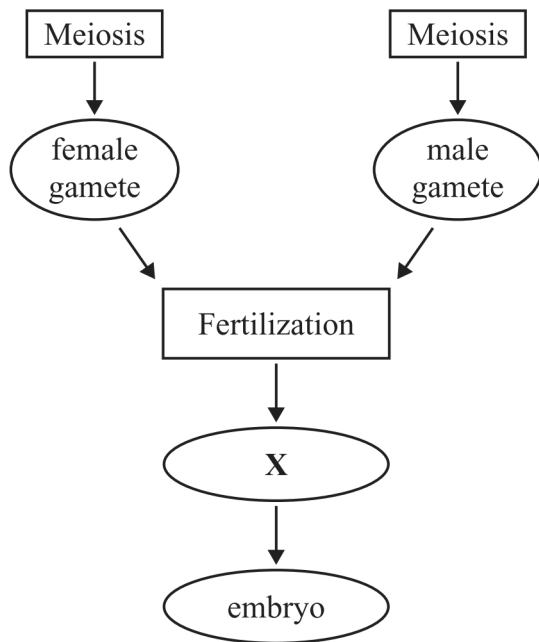 Meiosis
Meiosis
female
gamete
male
gamete
Fertilization
X
embryo